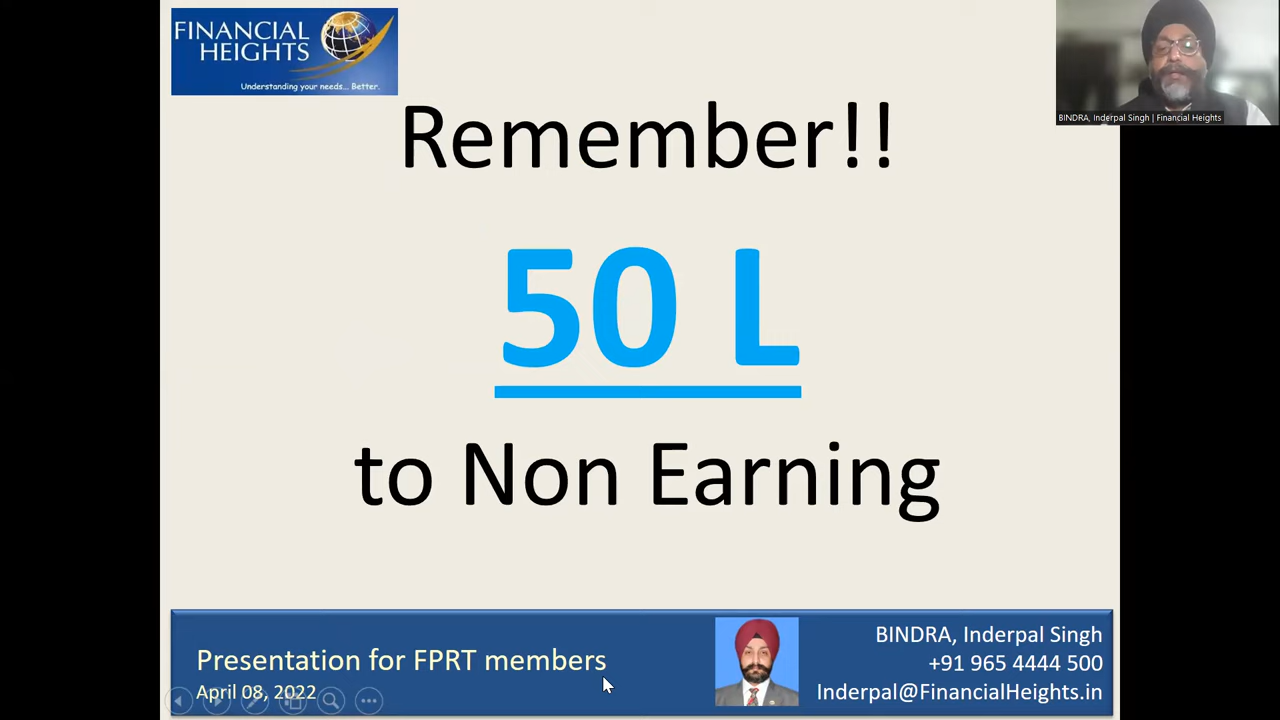 FINANCIAL
HEIGHTS
Understanding your needs... Better.
BINDRA, Inderpal Singh | Financial Heights
Remember!!
50 L
to Non Earning
Presentation for FPRT members
April 08, 2022
BINDRA, Inderpal Singh
+91 965 4444 500
Inderpal@FinancialHeights.in